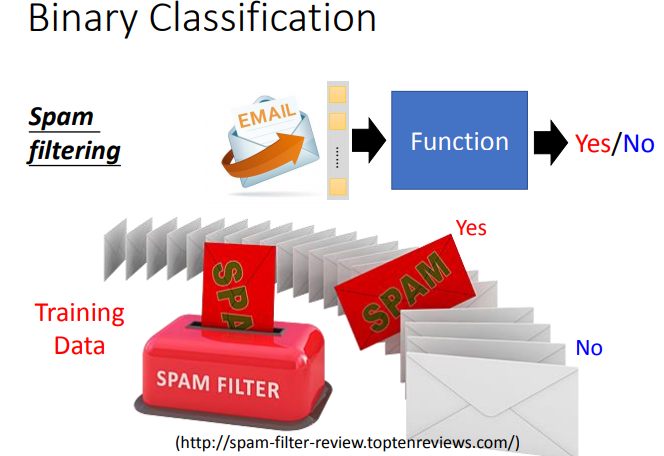 Binary Classification
Spam
filtering
EMAIL
......
Function
Yes/No
Yes
SPAM
SPA
Training
Data
No
SPAM FILTER
(http://spam-filter-review.toptenreviews.com/)